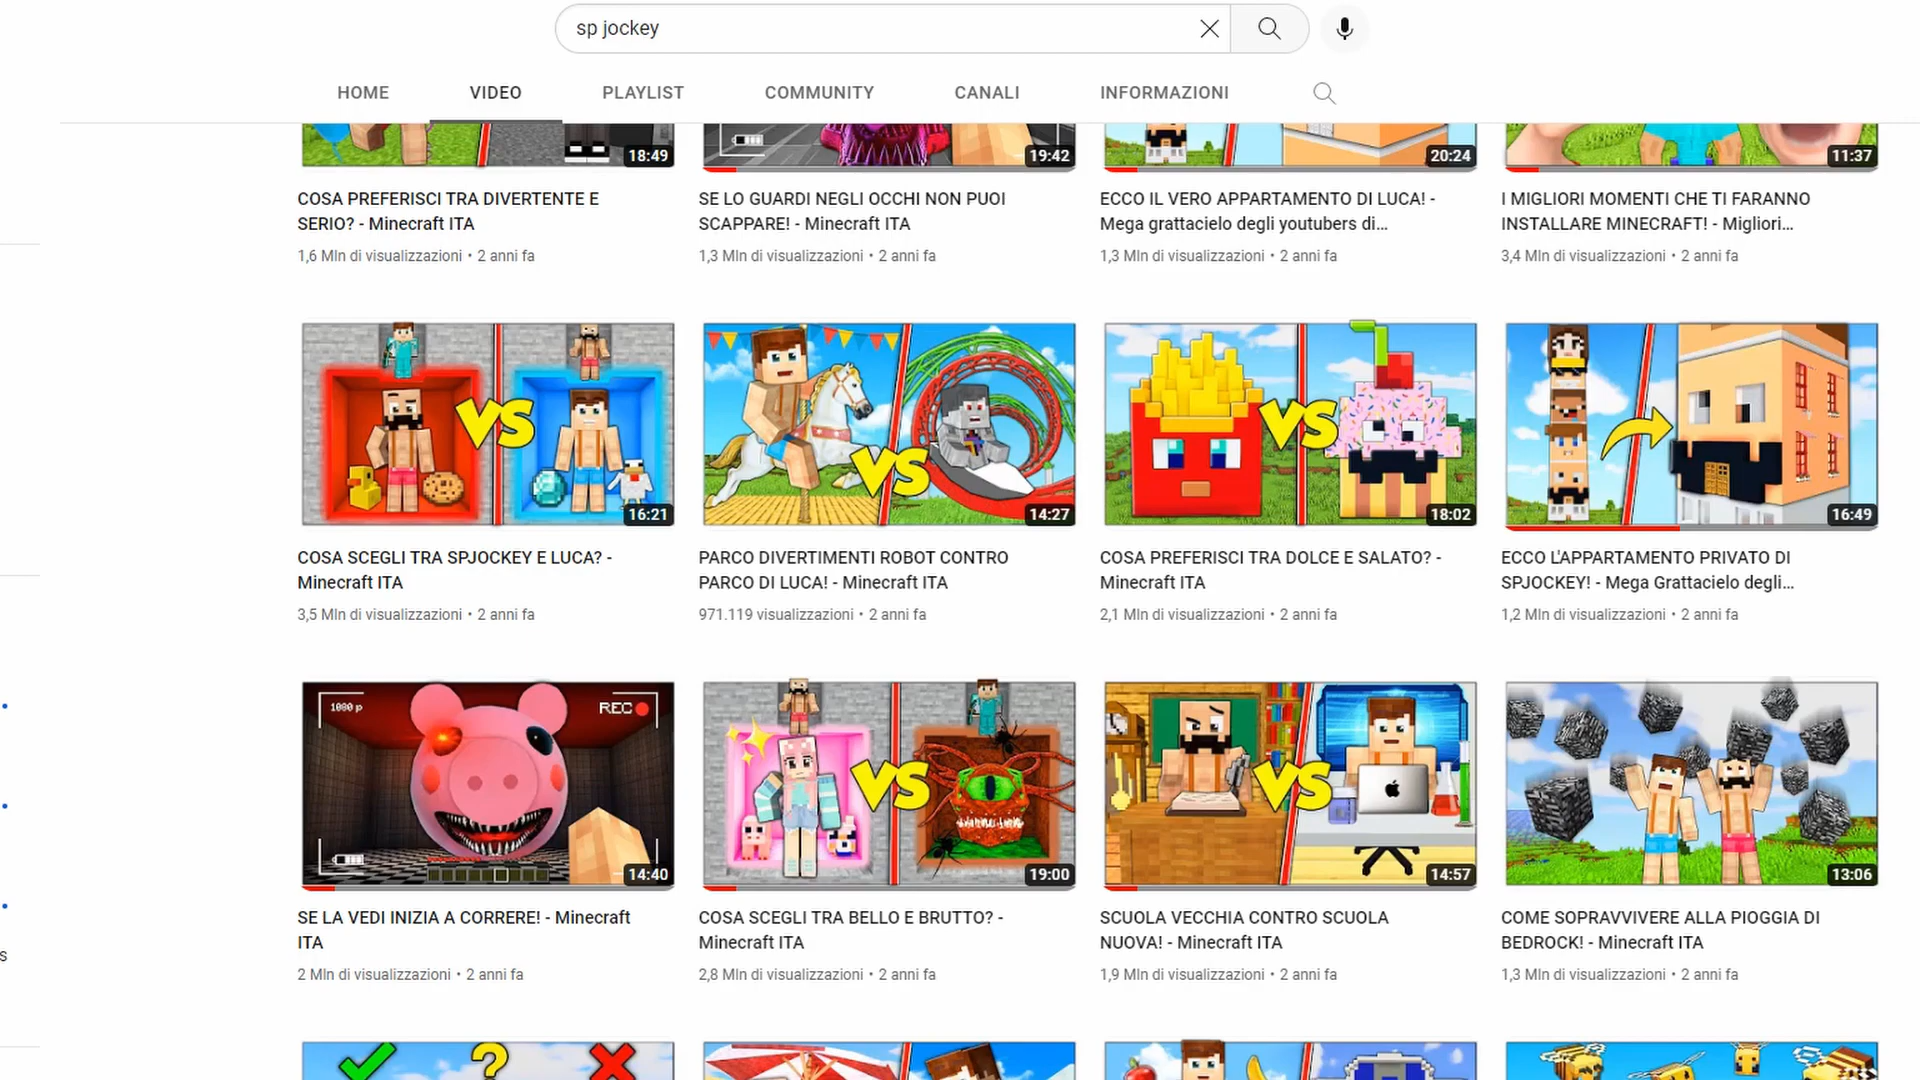 sp jockey
HOME VIDEO PLAYLIST COMMUNITY CANALI INFORMAZIONI
18:49
19:42
20:24
11:37
COSA PREFERISCI TRA DIVERTENTE E
SERIO? - Minecraft ITA
1,6 Mln di visualizzazioni • 2 anni fa
SE LO GUARDI NEGLI OCCHI NON PUOI
SCAPPARE! - Minecraft ITA
1,3 Mln di visualizzazioni • 2 anni fa
ECCO IL VERO APPARTAMENTO DI LUCA! -
Mega grattacielo degli youtubers di...
1,3 Mln di visualizzazioni • 2 anni fa
I MIGLIORI MOMENTI CHE TI FARANNO
INSTALLARE MINECRAFT! - Migliori...
3,4 Mln di visualizzazioni • 2 anni fa
VS
16:21
VS
14:27
VS
18:02
16:49
COSA SCEGLI TRA SPJOCKEY E LUCA? -
Minecraft ITA
3,5 Mln di visualizzazioni • 2 anni fa
PARCO DIVERTIMENTI ROBOT CONTRO
PARCO DI LUCA! - Minecraft ITA
971.119 visualizzazioni • 2 anni fa
COSA PREFERISCI TRA DOLCE E SALATO? -
Minecraft ITA
2,1 Mln di visualizzazioni • 2 anni fa
ECCO L'APPARTAMENTO PRIVATO DI
SPJOCKEY! - Mega Grattacielo degli...
1,2 Mln di visualizzazioni • 2 anni fa
1080 p
REC
14:40
VS
19:00
VS
14:57
13:06
SE LA VEDI INIZIA A CORRERE! - Minecraft
ITA
2 Mln di visualizzazioni • 2 anni fa
COSA SCEGLI TRA BELLO E BRUTTO? -
Minecraft ITA
2,8 Mln di visualizzazioni • 2 anni fa
SCUOLA VECCHIA CONTRO SCUOLA
NUOVA! - Minecraft ITA
1,9 Mln di visualizzazioni • 2 anni fa
COME SOPRAVVIVERE ALLA PIOGGIA DI
BEDROCK! - Minecraft ITA
1,3 Mln di visualizzazioni • 2 anni fa
s
?